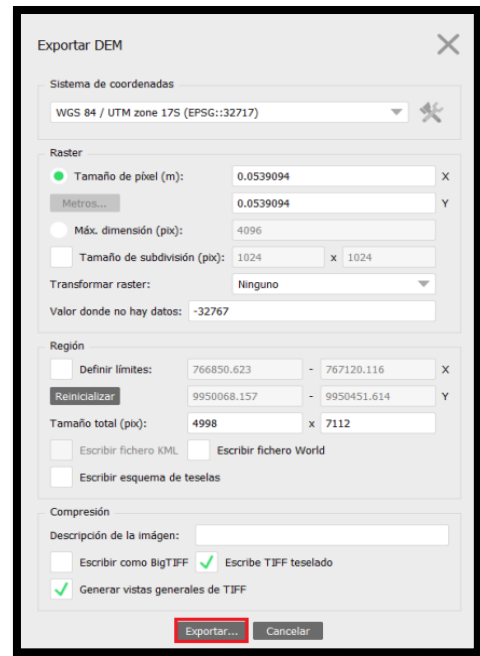 Exportar DEM
Sistema de coordenadas
WGS 84 / UTM zone 17S (EPSG::32717)
Raster
Tamaño de píxel (m): 0.0539094 X
Metros... 0.0539094 Y
Máx. dimensión (pix): 4096
Tamaño de subdivisión (pix): 1024 x 1024
Transformar raster: Ninguno
Valor donde no hay datos: -32767
Región
Definir límites: 766850.623 - 767120.116 X
Reinicializar 9950068.157 - 9950451.614 Y
Tamaño total (pix): 4998 x 7112
Escribir fichero KML Escribir fichero World
Escribir esquema de teselas
Compresión
Descripción de la imágen:
Escribir como BigTIFF Escribe TIFF teselado
Generar vistas generales de TIFF
Exportar... Cancelar